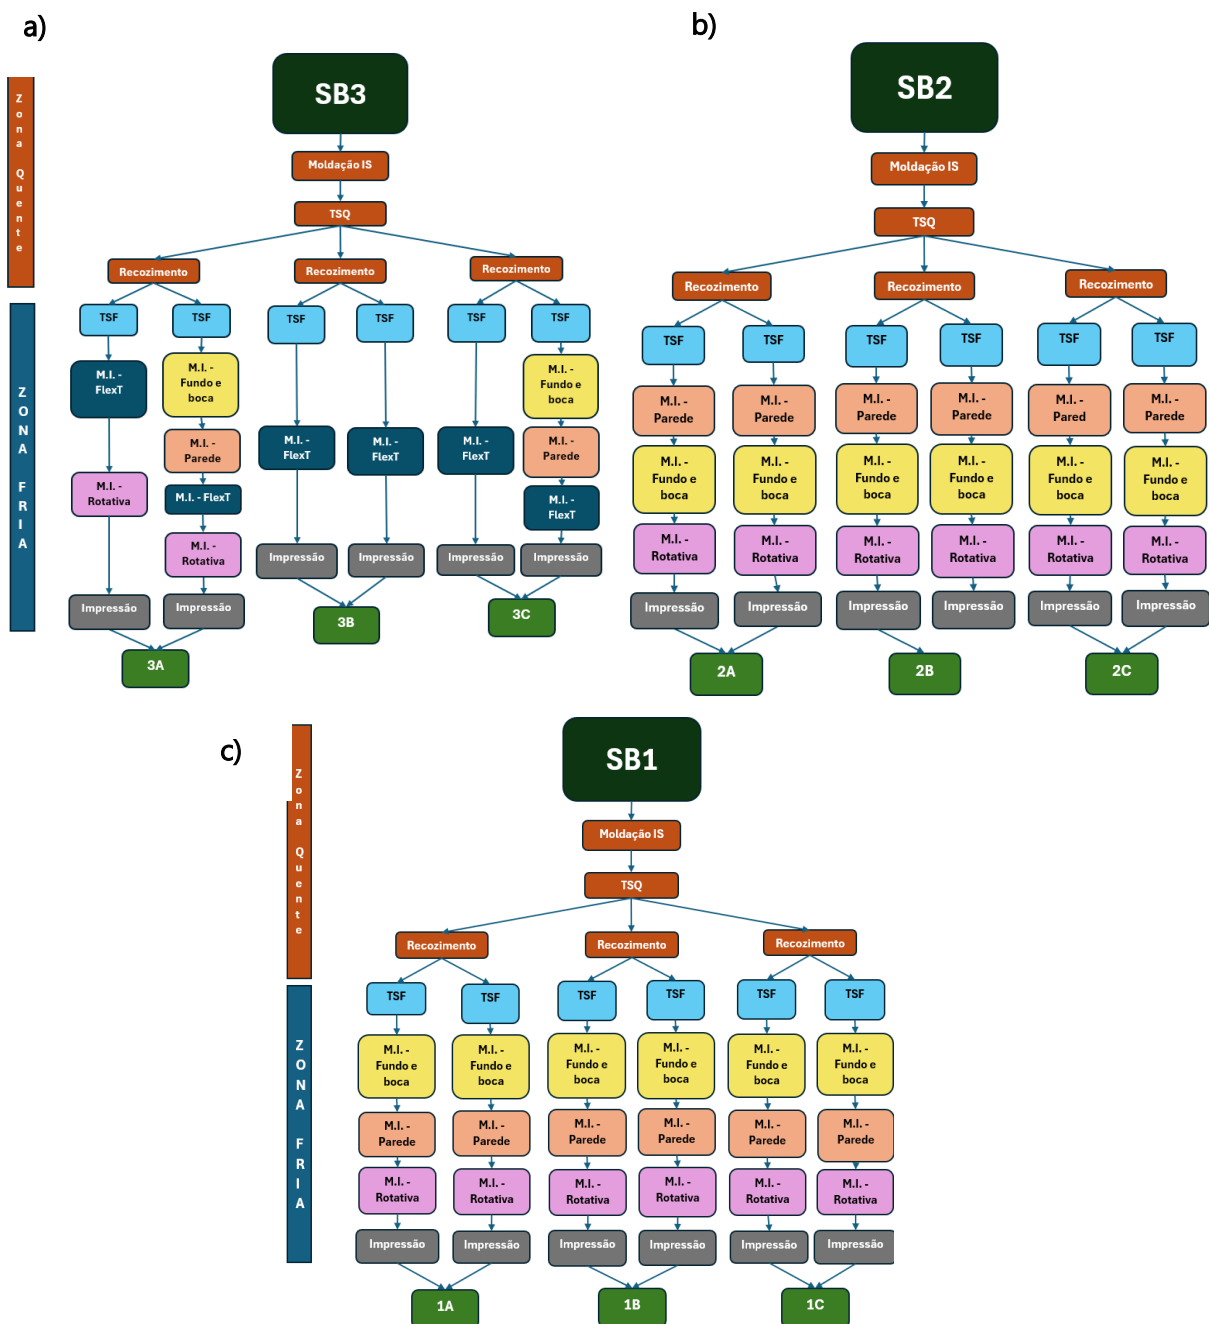 a)
Zona Quente
ZONA FRIA
SB3
Moldação IS
TSQ
Recozimento
Recozimento
Recozimento
TSF
TSF
TSF
TSF
TSF
TSF
M.I. -
FlexT
M.I. -
Rotativa
Impressão
M.I. -
Fundo e
boca
M.I. -
Parede
M.I. - FlexT
M.I. -
Rotativa
Impressão
3A
M.I. -
FlexT
Impressão
M.I. -
FlexT
Impressão
3B
M.I. -
FlexT
Impressão
M.I. -
Fundo e
boca
M.I. -
Parede
M.I. -
FlexT
Impressão
3C
b)
SB2
Moldação IS
TSQ
Recozimento
Recozimento
Recozimento
TSF
TSF
TSF
TSF
TSF
TSF
M.I. -
Parede
M.I. -
Fundo e
boca
M.I. -
Rotativa
Impressão
M.I. -
Parede
M.I. -
Fundo e
boca
M.I. -
Rotativa
Impressão
2A
M.I. -
Parede
M.I. -
Fundo e
boca
M.I. -
Rotativa
Impressão
M.I. -
Parede
M.I. -
Fundo e
boca
M.I. -
Rotativa
Impressão
2B
M.I. -
Pared
M.I. -
Fundo e
boca
M.I. -
Rotativa
Impressão
M.I. -
Parede
M.I. -
Fundo e
boca
M.I. -
Rotativa
Impressão
2C
c)
Zona Quente
ZONA FRIA
SB1
Moldação IS
TSQ
Recozimento
Recozimento
Recozimento
TSF
TSF
TSF
TSF
TSF
TSF
M.I. -
Fundo e
boca
M.I. -
Parede
M.I. -
Rotativa
Impressão
M.I. -
Fundo e
boca
M.I. -
Parede
M.I. -
Rotativa
Impressão
1A
M.I. -
Fundo e
boca
M.I. -
Parede
M.I. -
Rotativa
Impressão
M.I. -
Fundo e
boca
M.I. -
Parede
M.I. -
Rotativa
Impressão
1B
M.I. -
Fundo e
boca
M.I. -
Parede
M.I. -
Rotativa
Impressão
M.I. -
Fundo e
boca
M.I. -
Parede
M.I. -
Rotativa
Impressão
1C